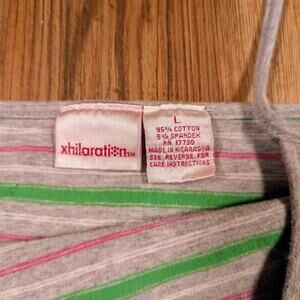 xhilaration™
L
95% COTTON
5% SPANDEX
RN 17730
MADE IN NICARAGUA
SEE REVERSE FOR
CARE INSTRUCTIONS